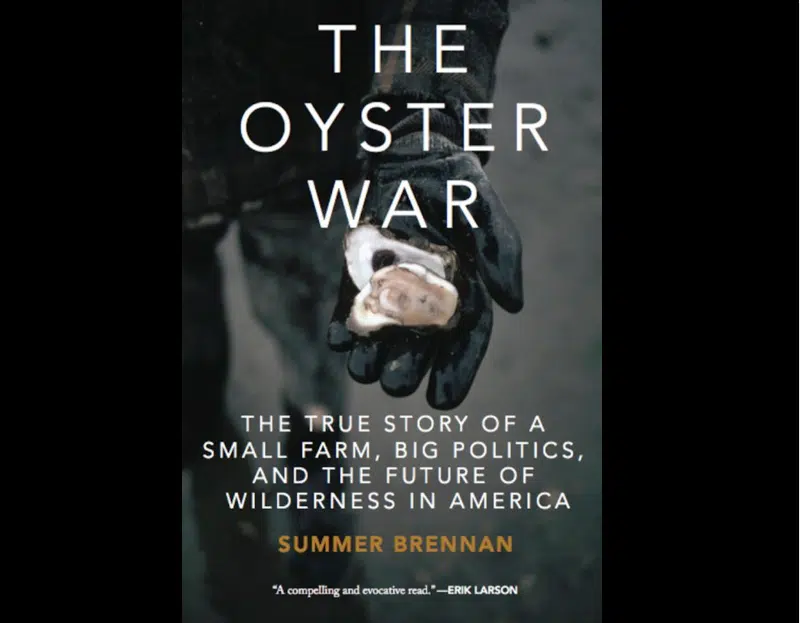 THE
OYSTER
WAR
THE TRUE STORY OF A
SMALL FARM, BIG POLITICS,
AND THE FUTURE OF
WILDERNESS IN AMERICA
SUMMER BRENNAN
“A compelling and evocative read.”—ERIK LARSON